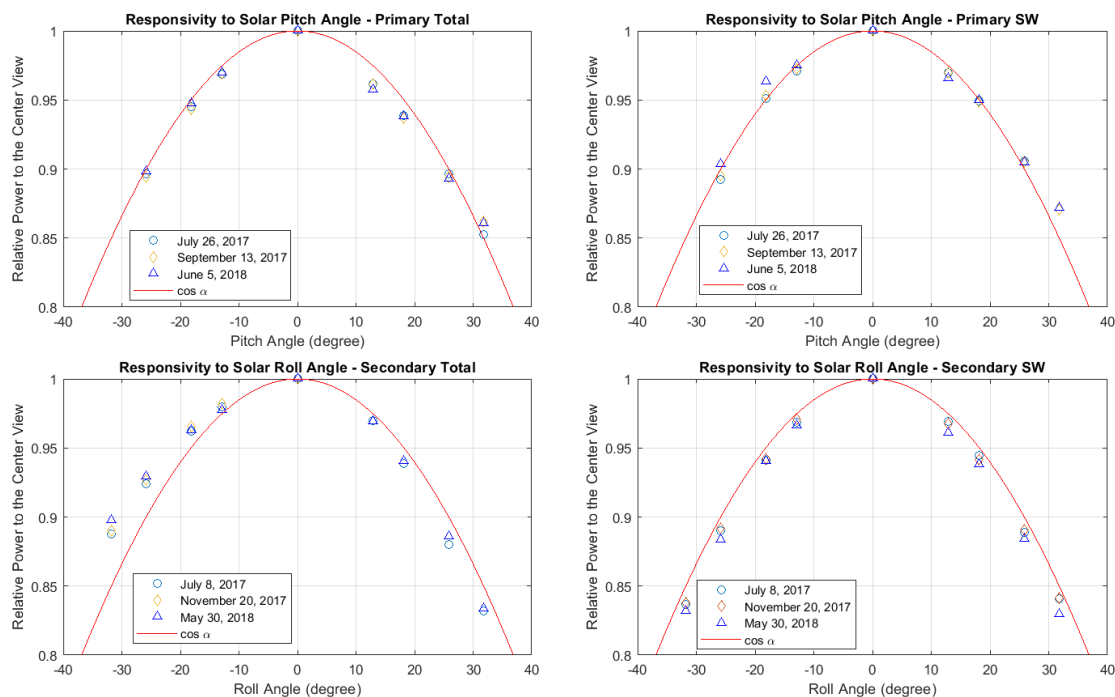 Responsivity to Solar Pitch Angle - Primary Total
Relative Power to the Center View
1
0.95
0.9
0.85
0.8
July 26, 2017
September 13, 2017
June 5, 2018
cos α
-40 -30 -20 -10 0 10 20 30 40
Pitch Angle (degree)
Responsivity to Solar Pitch Angle - Primary SW
Relative Power to the Center View
1
0.95
0.9
0.85
0.8
July 26, 2017
September 13, 2017
June 5, 2018
cos α
-40 -30 -20 -10 0 10 20 30 40
Pitch Angle (degree)
Responsivity to Solar Roll Angle - Secondary Total
Relative Power to the Center View
1
0.95
0.9
0.85
0.8
July 8, 2017
November 20, 2017
May 30, 2018
cos α
-40 -30 -20 -10 0 10 20 30 40
Roll Angle (degree)
Responsivity to Solar Roll Angle - Secondary SW
Relative Power to the Center View
1
0.95
0.9
0.85
0.8
July 8, 2017
November 20, 2017
May 30, 2018
cos α
-40 -30 -20 -10 0 10 20 30 40
Roll Angle (degree)